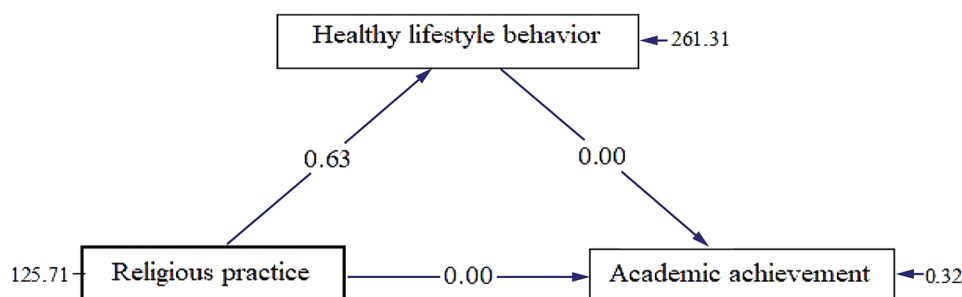 Healthy lifestyle behavior
261.31
0.63
0.00
125.71
Religious practice
0.00
Academic achievement
0.32